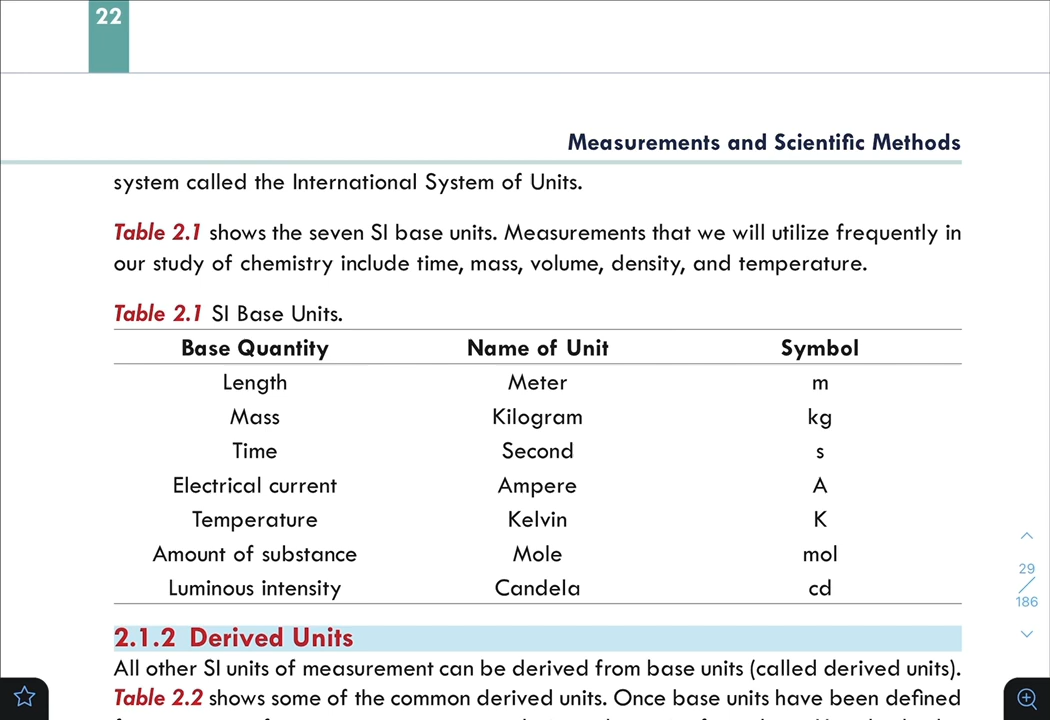 22
Measurements and Scientific Methods
system called the International System of Units.
Table 2.1 shows the seven SI base units. Measurements that we will utilize frequently in
our study of chemistry include time, mass, volume, density, and temperature.
Table 2.1 SI Base Units.
Base Quantity Name of Unit Symbol
Length Meter m
Mass Kilogram kg
Time Second s
Electrical current Ampere A
Temperature Kelvin K
Amount of substance Mole mol
Luminous intensity Candela cd
29
186
2.1.2 Derived Units
All other SI units of measurement can be derived from base units (called derived units).
Table 2.2 shows some of the common derived units. Once base units have been defined